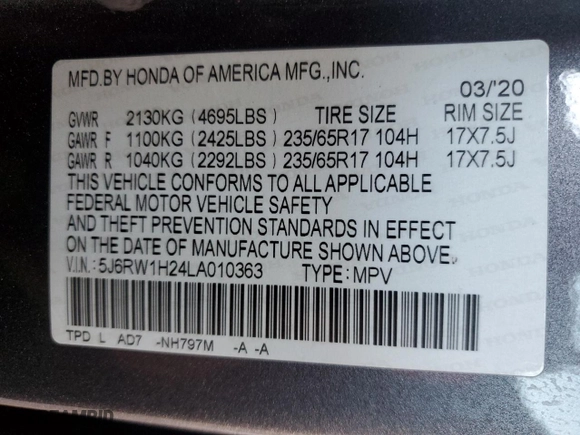 MFD.BY HONDA OF AMERICA MFG.,INC.
03/'20
GVWR 2130KG (4695LBS) TIRE SIZE RIM SIZE
GAWR F 1100KG (2425LBS) 235/65R17 104H 17X7.5J
GAWR R 1040KG (2292LBS) 235/65R17 104H 17X7.5J
THIS VEHICLE CONFORMS TO ALL APPLICABLE
FEDERAL MOTOR VEHICLE SAFETY
AND THEFT PREVENTION STANDARDS IN EFFECT
ON THE DATE OF MANUFACTURE SHOWN ABOVE.
V.I.N.: 5J6RW1H24LA010363 TYPE: MPV
TPD L AD7 -NH797M -A -A